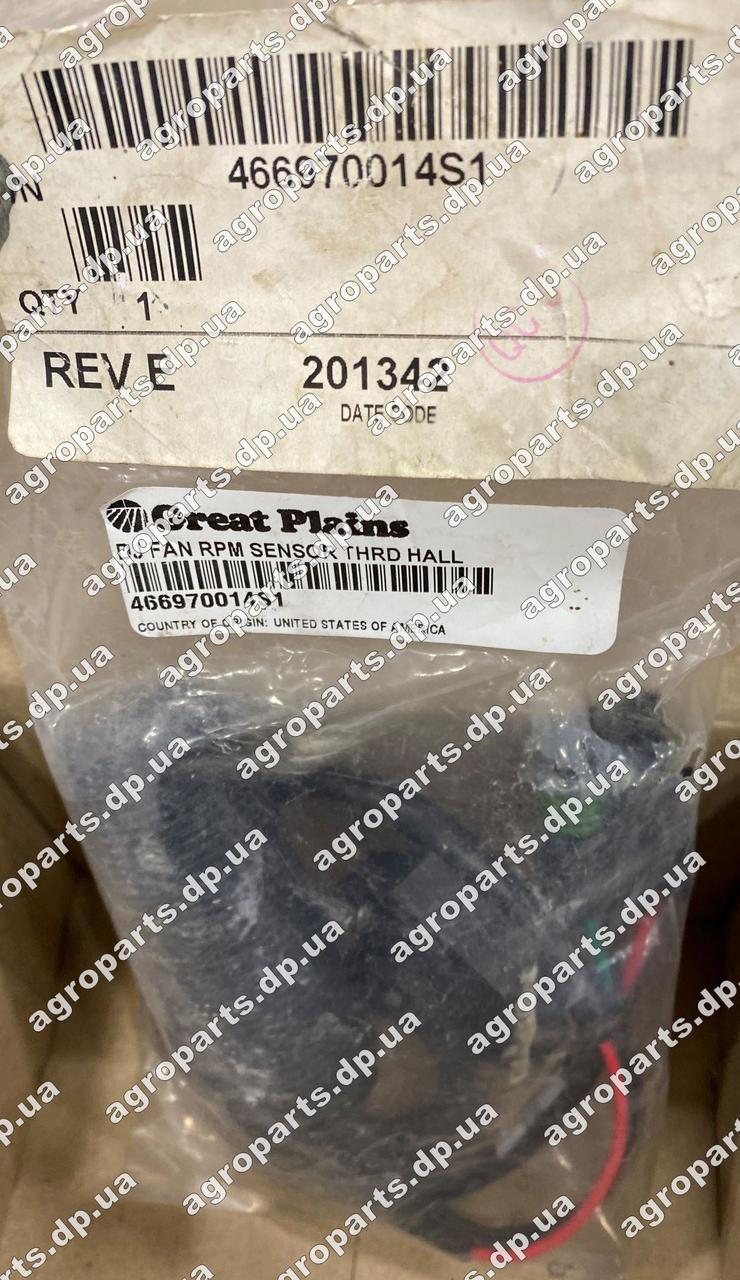 466970014S1
QTY 1
REV E 201342
DATE CODE
Great Plains
FAN RPM SENSOR THRD HALL
466970014S1
COUNTRY OF ORIGIN: UNITED STATES OF AMERICA
agroparts.dp.ua